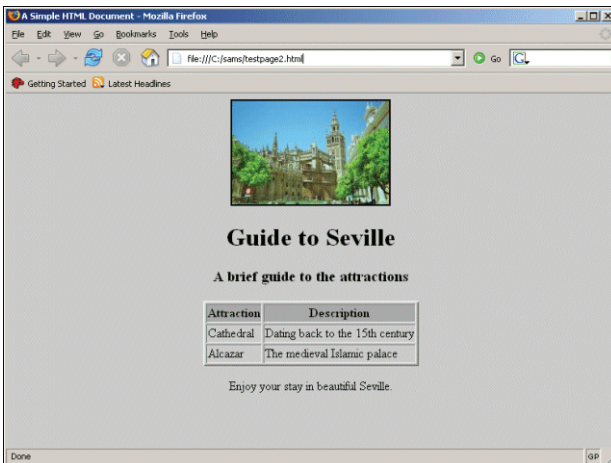 A Simple HTML Document - Mozilla Firefox
File Edit View Go Bookmarks Tools Help
file:///C:/sams/testpage2.html Go G
Getting Started Latest Headlines
Guide to Seville
A brief guide to the attractions
Attraction Description
Cathedral Dating back to the 15th century
Alcazar The medieval Islamic palace
Enjoy your stay in beautiful Seville.
Done GP